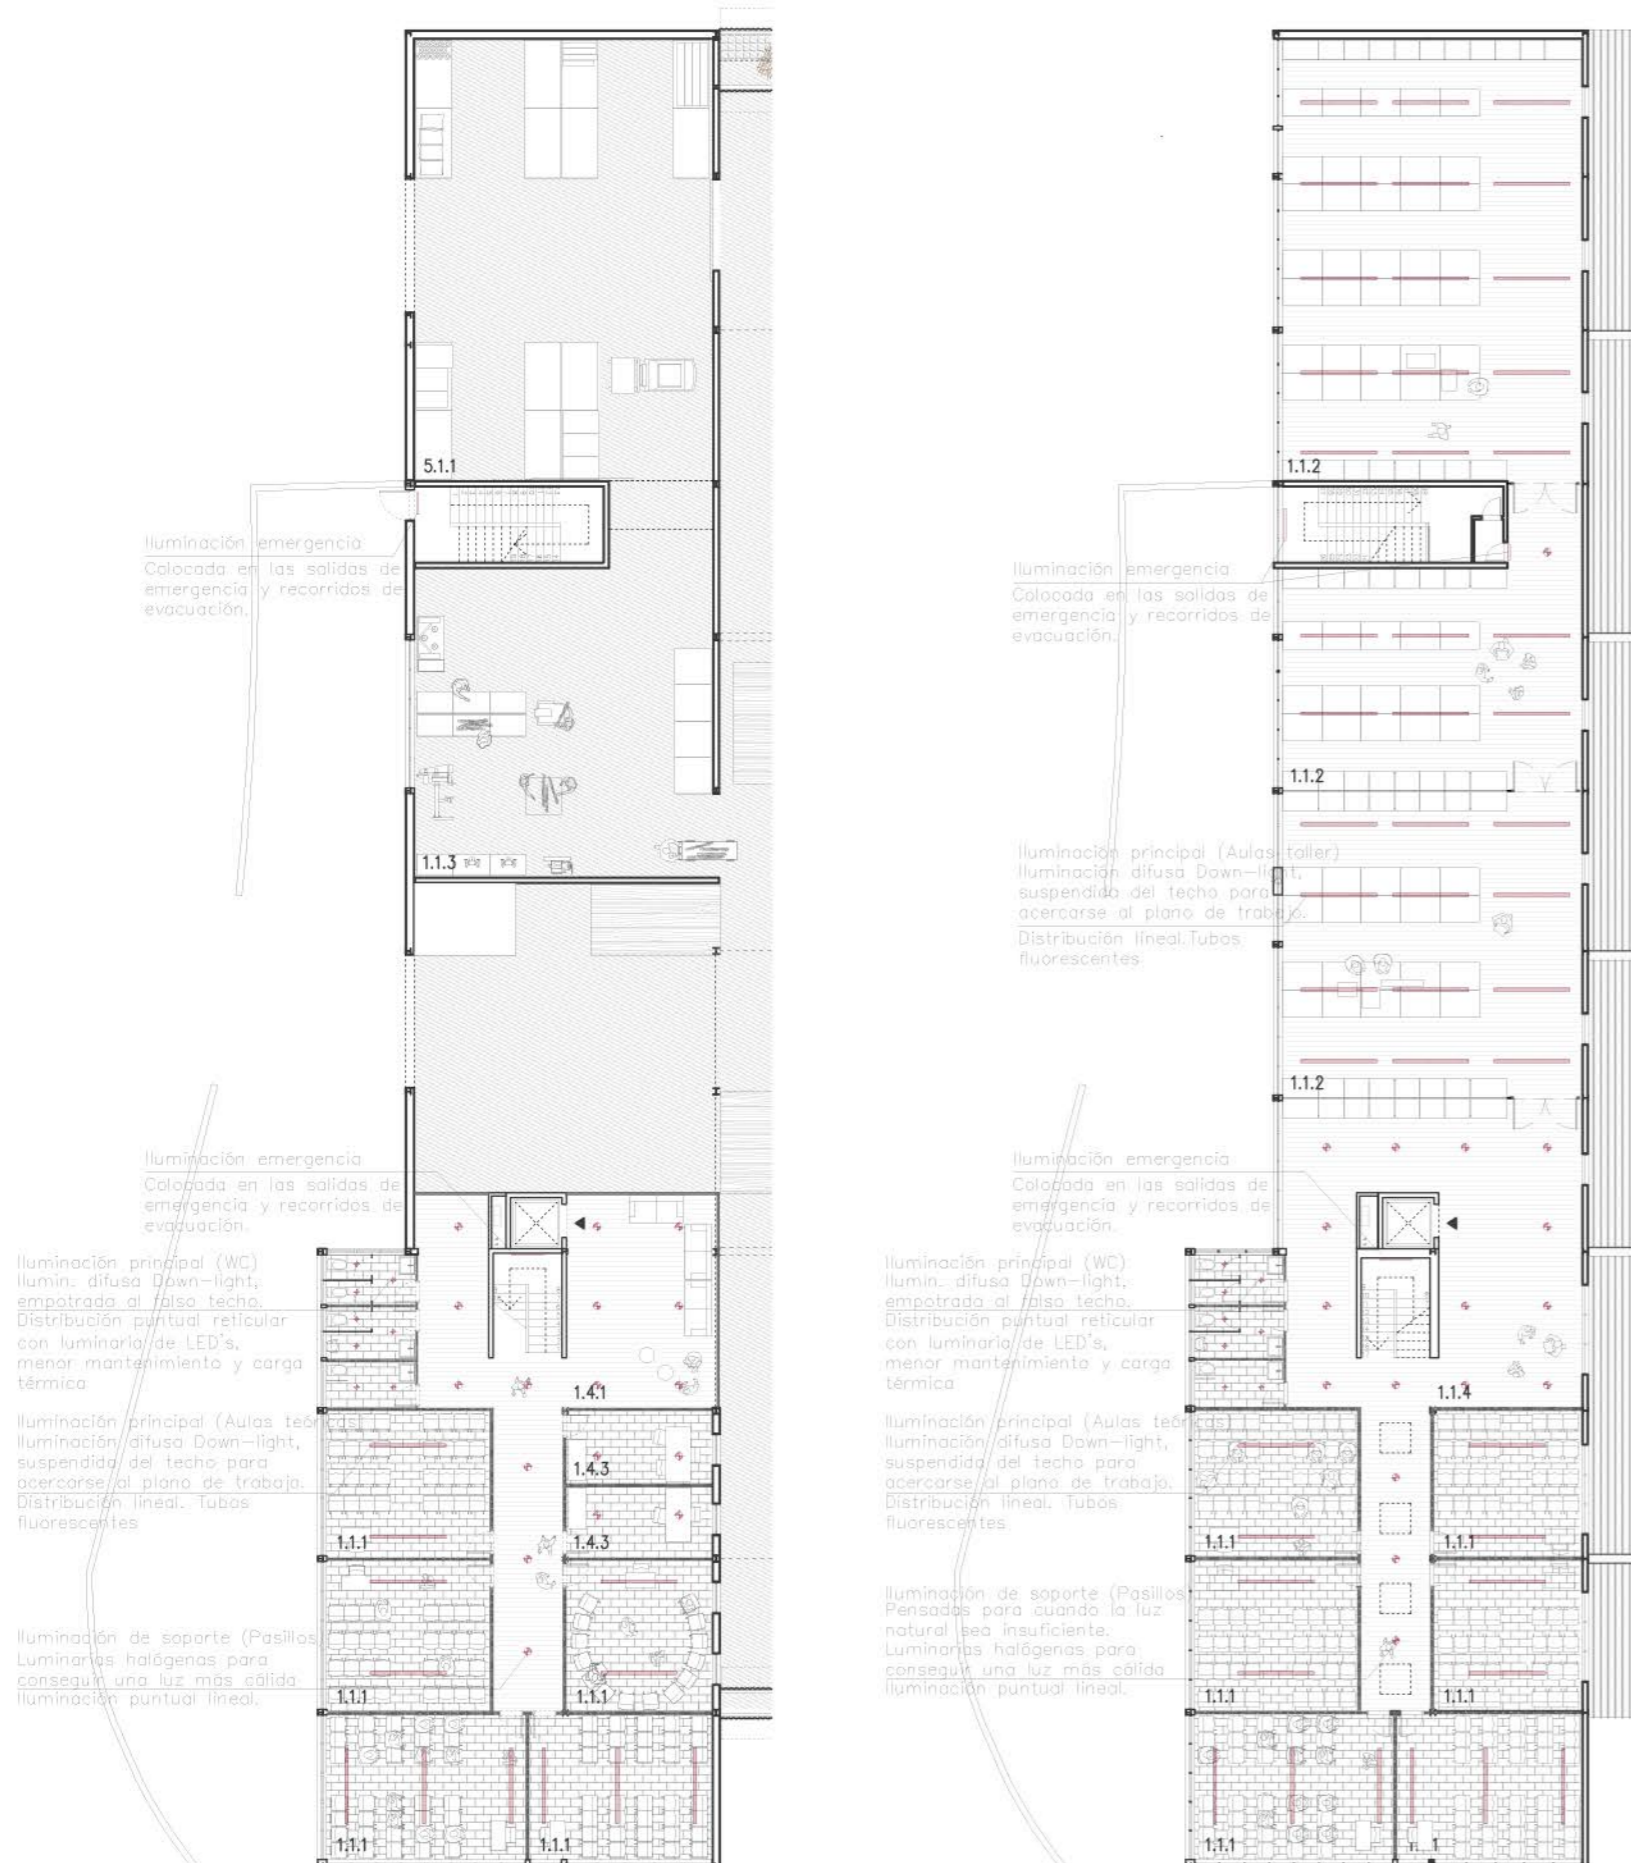 5.1.1
Iluminación emergencia
Colocada en las salidas de
emergencia y recorridos de
evacuación.
1.1.3
Iluminación emergencia
Colocada en las salidas de
emergencia y recorridos de
evacuación.
Iluminación principal (WC)
Ilumin. difusa Down-light,
empotrada al falso techo.
Distribución puntual reticular
con luminaria de LED's,
menor mantenimiento y carga
térmica
1.4.1
Iluminación principal (Aulas teóricas)
Iluminación difusa Down-light,
suspendida del techo para
acercarse al plano de trabajo.
Distribución lineal. Tubos
fluorescentes
1.4.3
1.1.1
1.4.3
Iluminación de soporte (Pasillos)
Luminarias halógenas para
conseguir una luz más cálida
Iluminación puntual lineal.
1.1.1
1.1.1
1.1.1
1.1.1
1.1.2
Iluminación emergencia
Colocada en las salidas de
emergencia y recorridos de
evacuación.
1.1.2
Iluminación principal (Aulas taller)
Iluminación difusa Down-light,
suspendida del techo para
acercarse al plano de trabajo.
Distribución lineal.Tubos
fluorescentes
1.1.2
Iluminación emergencia
Colocada en las salidas de
emergencia y recorridos de
evacuación.
Iluminación principal (WC)
Ilumin. difusa Down-light,
empotrada al falso techo.
Distribución puntual reticular
con luminaria de LED's,
menor mantenimiento y carga
térmica
1.1.4
Iluminación principal (Aulas teóricas)
Iluminación difusa Down-light,
suspendida del techo para
acercarse al plano de trabajo.
Distribución lineal. Tubos
fluorescentes
1.1.1
1.1.1
Iluminación de soporte (Pasillos)
Pensadas para cuando la luz
natural sea insuficiente.
Luminarias halógenas para
conseguir una luz más cálida
Iluminación puntual lineal.
1.1.1
1.1.1
1.1.1